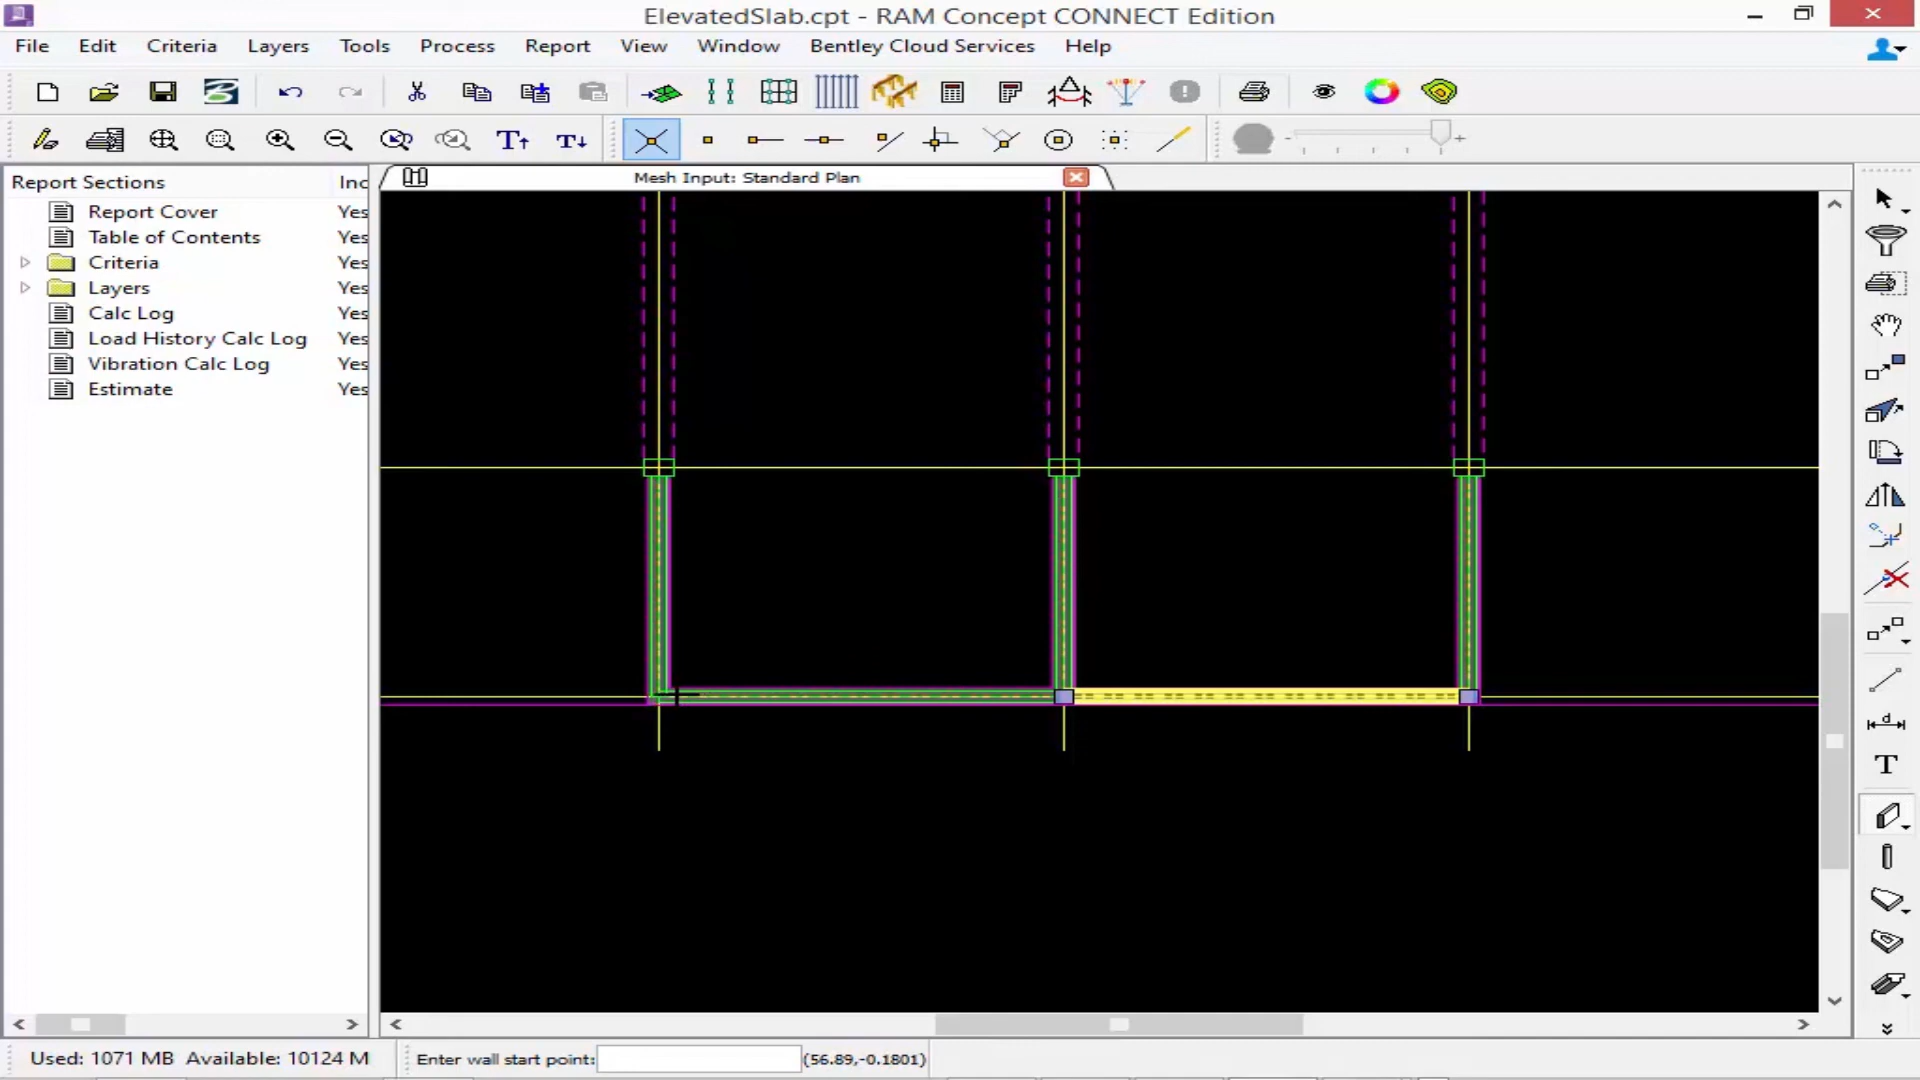 ElevatedSlab.cpt - RAM Concept CONNECT Edition
File Edit Criteria Layers Tools Process Report View Window Bentley Cloud Services Help
T T
Report Sections Inc
Mesh Input: Standard Plan
Report Cover Yes
Table of Contents Yes
Criteria Yes
Layers Yes
Calc Log Yes
Load History Calc Log Yes
Vibration Calc Log Yes
Estimate Yes
d
T
Used: 1071 MB Available: 10124 M
Enter wall start point: (56.89,-0.1801)